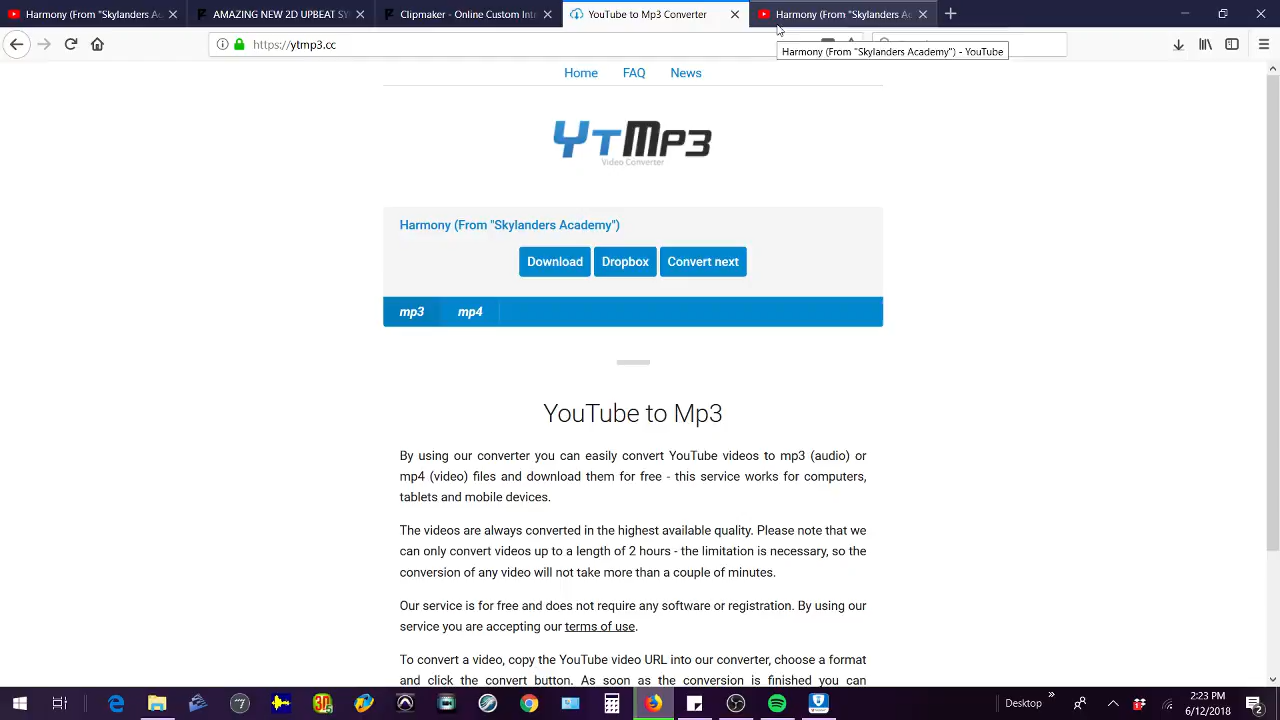 Harmony (From "Skylanders Aca
AMAZING NEW 2D UPBEAT SY
Clipmaker - Online Custom Intr
YouTube to Mp3 Converter
Harmony (From "Skylanders Ac
https://ytmp3.cc
Harmony (From "Skylanders Academy") - YouTube
Home
FAQ
News
YTMP3
Video Converter
Harmony (From "Skylanders Academy")
Download
Dropbox
Convert next
mp3
mp4
YouTube to Mp3
By using our converter you can easily convert YouTube videos to mp3 (audio) or
mp4 (video) files and download them for free - this service works for computers,
tablets and mobile devices.
The videos are always converted in the highest available quality. Please note that we
can only convert videos up to a length of 2 hours - the limitation is necessary, so the
conversion of any video will not take more than a couple of minutes.
Our service is for free and does not require any software or registration. By using our
service you are accepting our terms of use.
To convert a video, copy the YouTube video URL into our converter, choose a format
and click the convert button. As soon as the conversion is finished you can
Desktop
2:23 PM
6/12/2018